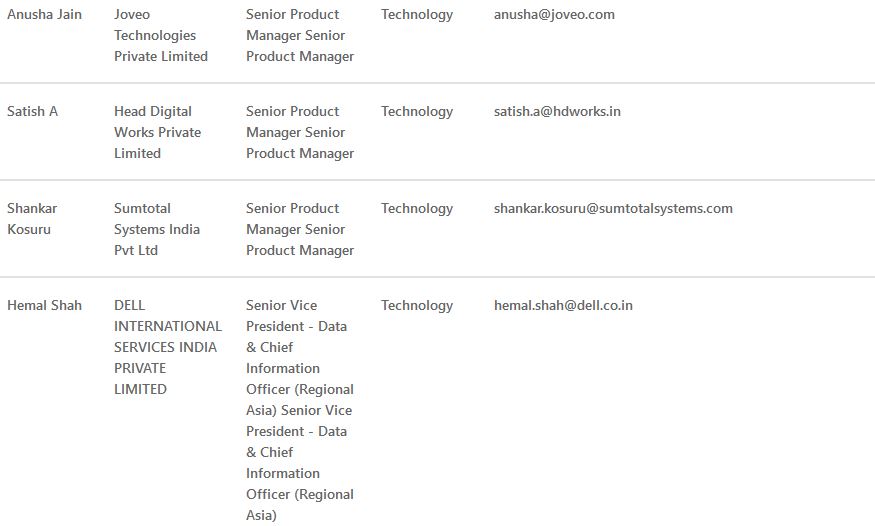 Anusha Jain
Joveo
Technologies
Private Limited
Senior Product
Manager Senior
Product Manager
Technology
anusha@joveo.com
Satish A
Head Digital
Works Private
Limited
Senior Product
Manager Senior
Product Manager
Technology
satish.a@hdworks.in
Shankar
Kosuru
Sumtotal
Systems India
Pvt Ltd
Senior Product
Manager Senior
Product Manager
Technology
shankar.kosuru@sumtotalsystems.com
Hemal Shah
DELL
INTERNATIONAL
SERVICES INDIA
PRIVATE
LIMITED
Senior Vice
President - Data
& Chief
Information
Officer (Regional
Asia) Senior Vice
President - Data
& Chief
Information
Officer (Regional
Asia)
Technology
hemal.shah@dell.co.in